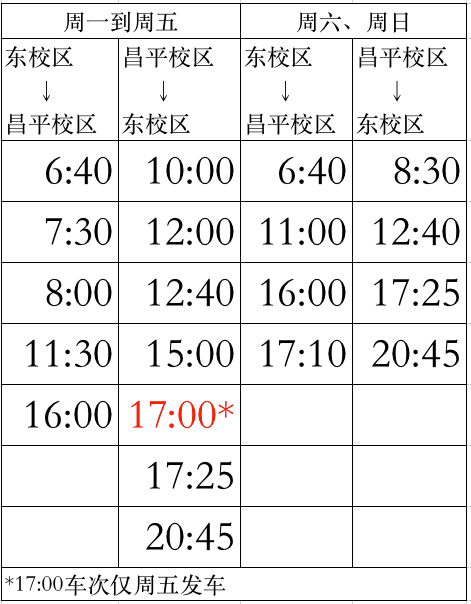 周一到周五 周六、周日
东校区 昌平校区 东校区 昌平校区
↓ ↓ ↓ ↓
昌平校区 东校区 昌平校区 东校区
6:40 10:00 6:40 8:30
7:30 12:00 11:00 12:40
8:00 12:40 16:00 17:25
11:30 15:00 17:10 20:45
16:00 17:00*
17:25
20:45
*17:00车次仅周五发车